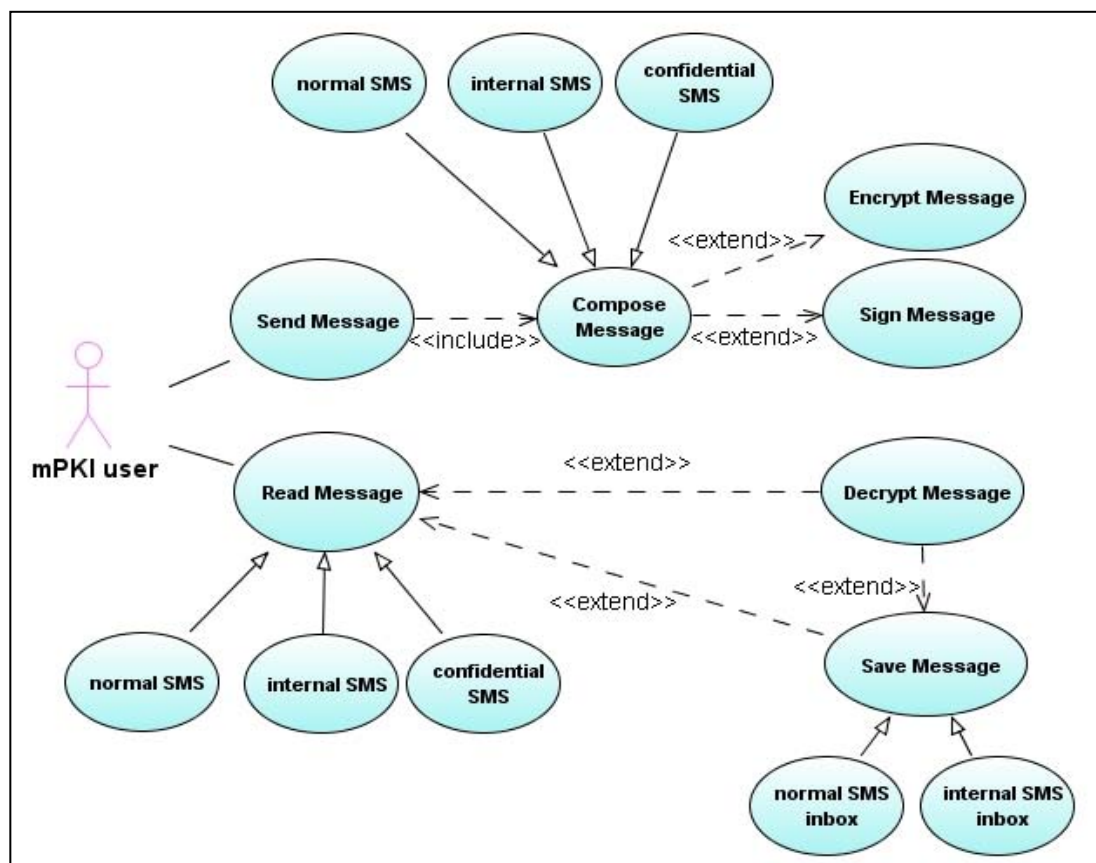 normal SMS
internal SMS
confidential
SMS
Encrypt Message
<<extend>>
Send Message
<<include>>
Compose
Message
<<extend>>
Sign Message
mPKI user
Read Message
<<extend>>
Decrypt Message
<<extend>>
<<extend>>
normal SMS
internal SMS
confidential
SMS
Save Message
normal SMS
inbox
internal SMS
inbox